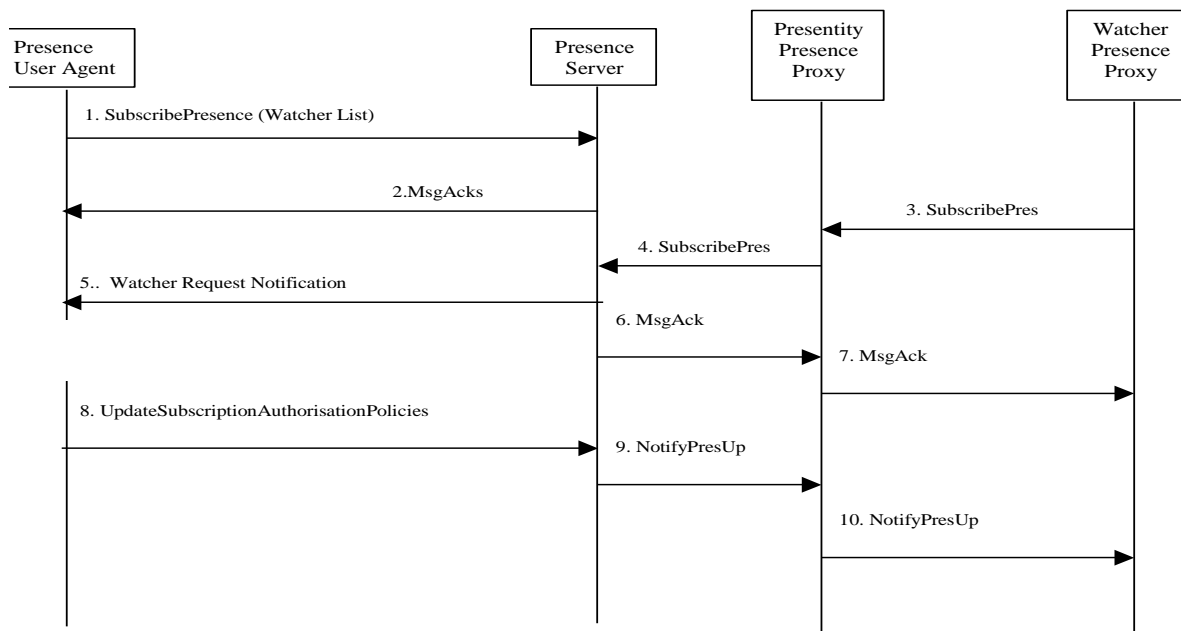 Presence
User Agent
Presence
Server
Presentity
Presence
Proxy
Watcher
Presence
Proxy
1. SubscribePresence (Watcher List)
2.MsgAcks
3. SubscribePres
4. SubscribePres
5.. Watcher Request Notification
6. MsgAck
7. MsgAck
8. UpdateSubscriptionAuthorisationPolicies
9. NotifyPresUp
10. NotifyPresUp